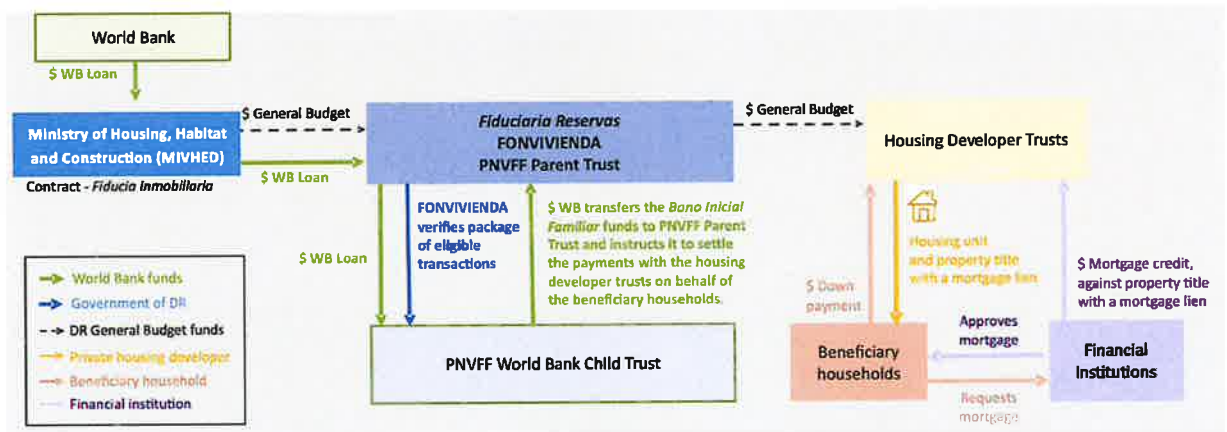 World Bank
$ WB Loan
Ministry of Housing, Habitat
and Construction (MIVHED)
Contract - Fiducia Inmobiliaria
$ General Budget
$ WB Loan
Fiduciaria Reservas
FONVIVIENDA
PNVFF Parent Trust
$ General Budget
Housing Developer Trusts
$ WB Loan
FONVIVIENDA
verifies package
of eligible
transactions
$ WB transfers the Bono Inicial
Familiar funds to PNVFF Parent
Trust and instructs it to settle
the payments with the housing
developer trusts on behalf of
the beneficiary households.
Housing unit
and property title
with a mortgage lien
$ Mortgage credit,
against property title
with a mortgage lien
$ Down
payment
World Bank funds
Government of DR
DR General Budget funds
Private housing developer
Beneficiary household
Financial institution
PNVFF World Bank Child Trust
Beneficiary
households
Approves
mortgage
Requests
mortgage
Financial
Institutions